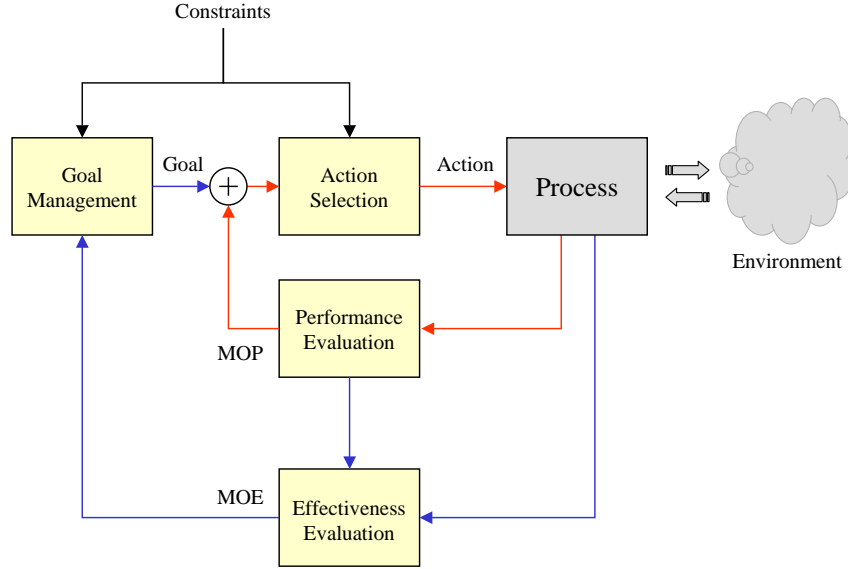 Constraints
Goal
Management
Goal
+
Action
Selection
Action
Process
Environment
Performance
Evaluation
MOP
MOE
Effectiveness
Evaluation